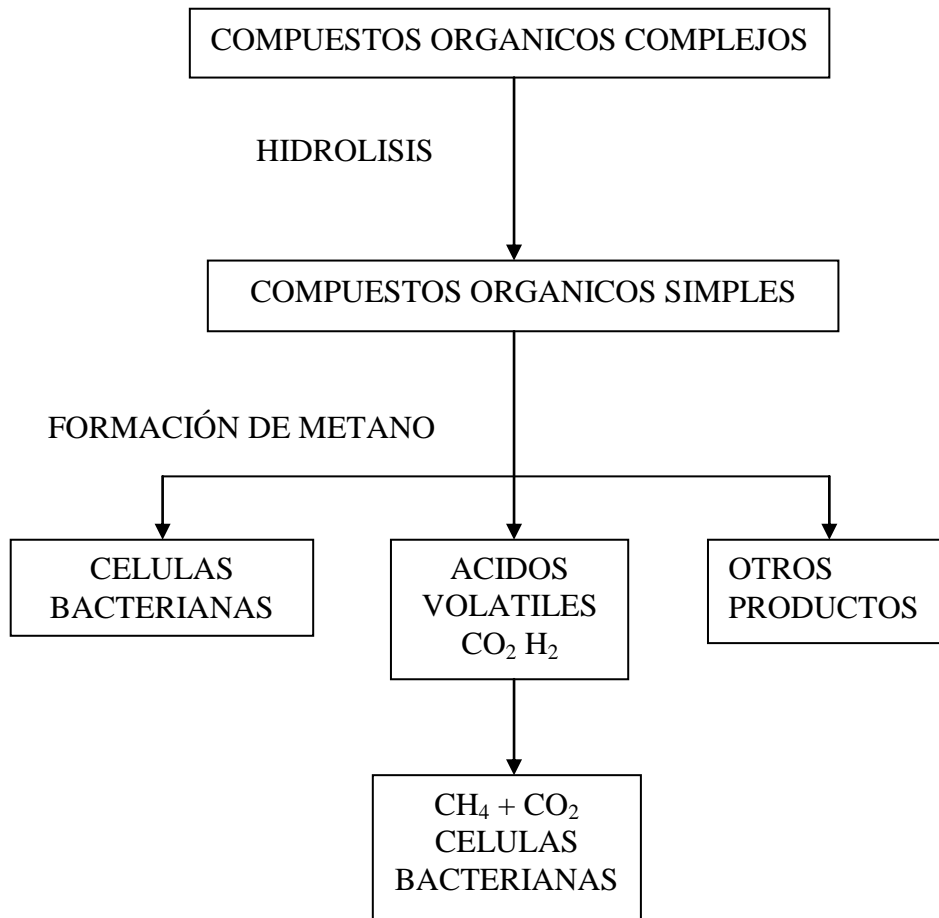 COMPUESTOS ORGANICOS COMPLEJOS
HIDROLISIS
COMPUESTOS ORGANICOS SIMPLES
FORMACIÓN DE METANO
CELULAS
BACTERIANAS
ACIDOS
VOLATILES
CO₂ H₂
OTROS
PRODUCTOS
CH₄ + CO₂
CELULAS
BACTERIANAS